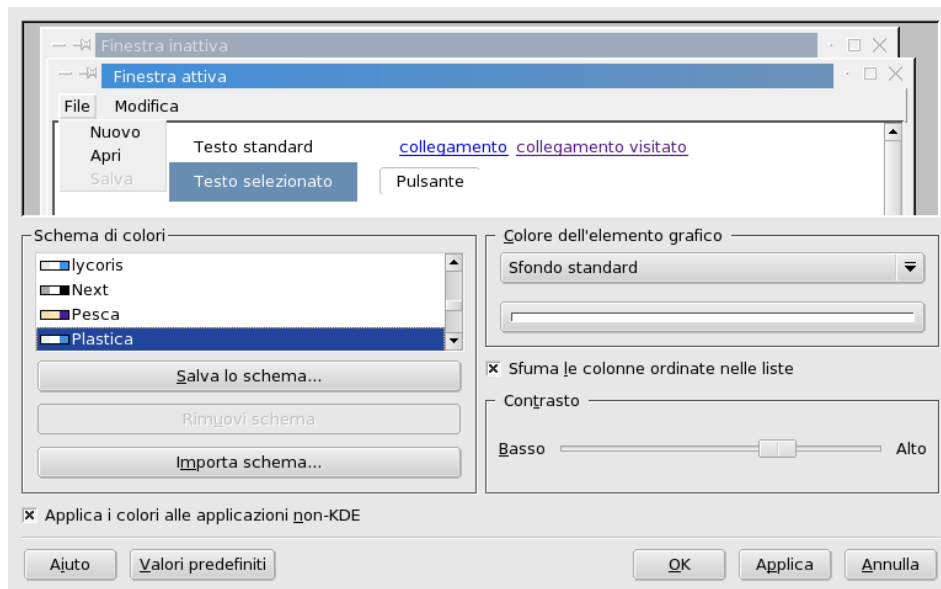 Finestra inattiva
Finestra attiva
File Modifica
Nuovo
Apri
Salva
Testo standard collegamento collegamento visitato
Testo selezionato Pulsante
Schema di colori
lycoris
Next
Pesca
Plastica
Salva lo schema...
Rimuovi schema
Importa schema...
Colore dell'elemento grafico
Sfondo standard
Sfuma le colonne ordinate nelle liste
Contrasto
Basso Alto
Applica i colori alle applicazioni non-KDE
Aiuto Valori predefiniti OK Applica Annulla